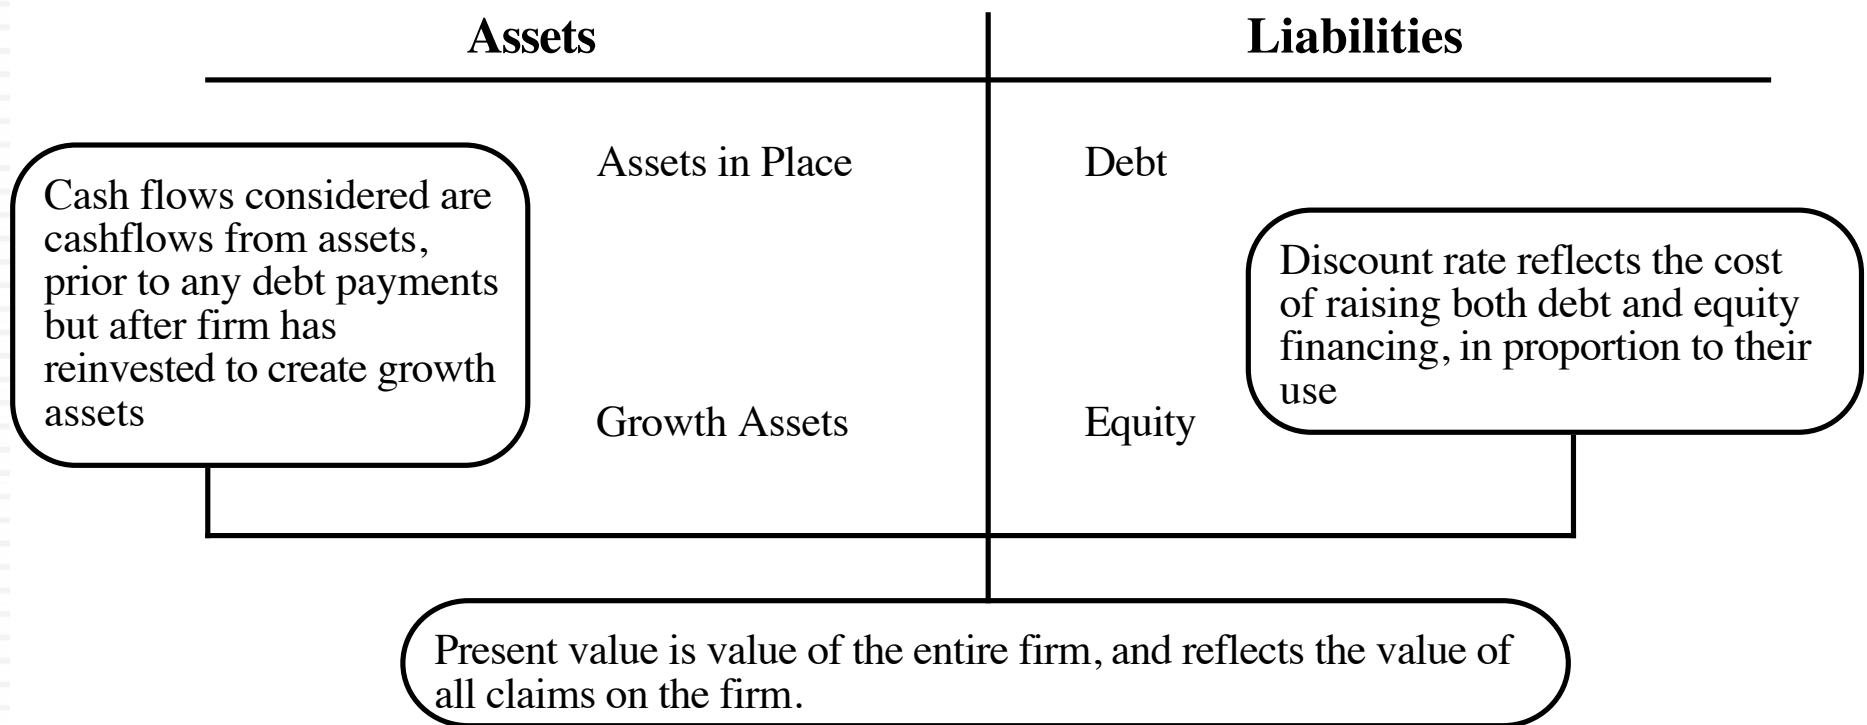 Assets
Liabilities
Assets in Place
Debt
Cash flows considered are
cashflows from assets,
prior to any debt payments
but after firm has
reinvested to create growth
assets
Discount rate reflects the cost
of raising both debt and equity
financing, in proportion to their
use
Growth Assets
Equity
Present value is value of the entire firm, and reflects the value of
all claims on the firm.